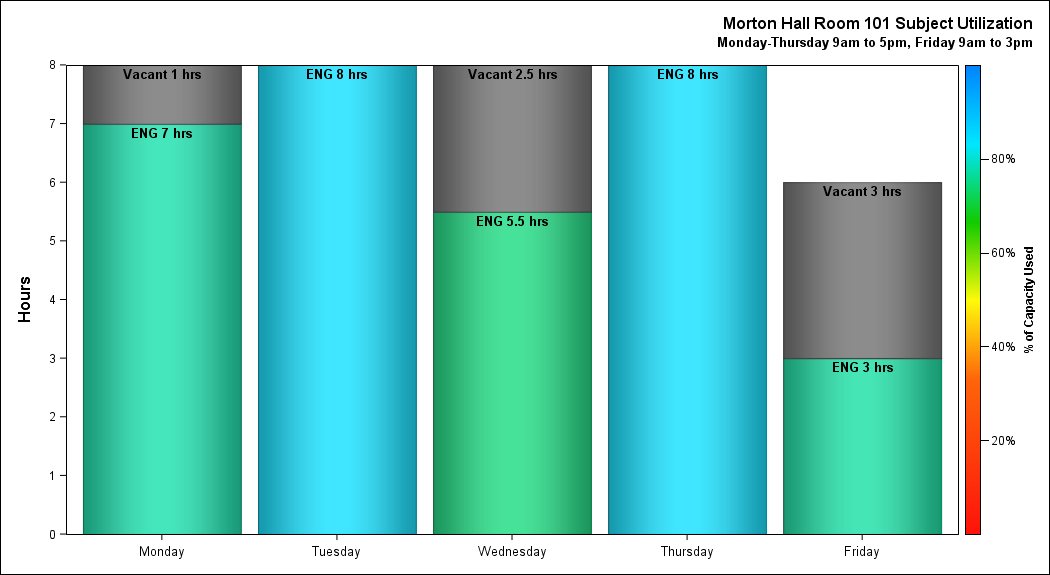 Morton Hall Room 101 Subject Utilization
Monday-Thursday 9am to 5pm, Friday 9am to 3pm
Hours
8
7
6
5
4
3
2
1
0
Vacant 1 hrs
ENG 7 hrs
ENG 8 hrs
Vacant 2.5 hrs
ENG 5.5 hrs
ENG 8 hrs
Vacant 3 hrs
ENG 3 hrs
Monday
Tuesday
Wednesday
Thursday
Friday
80%
60%
40%
20%
% of Capacity Used